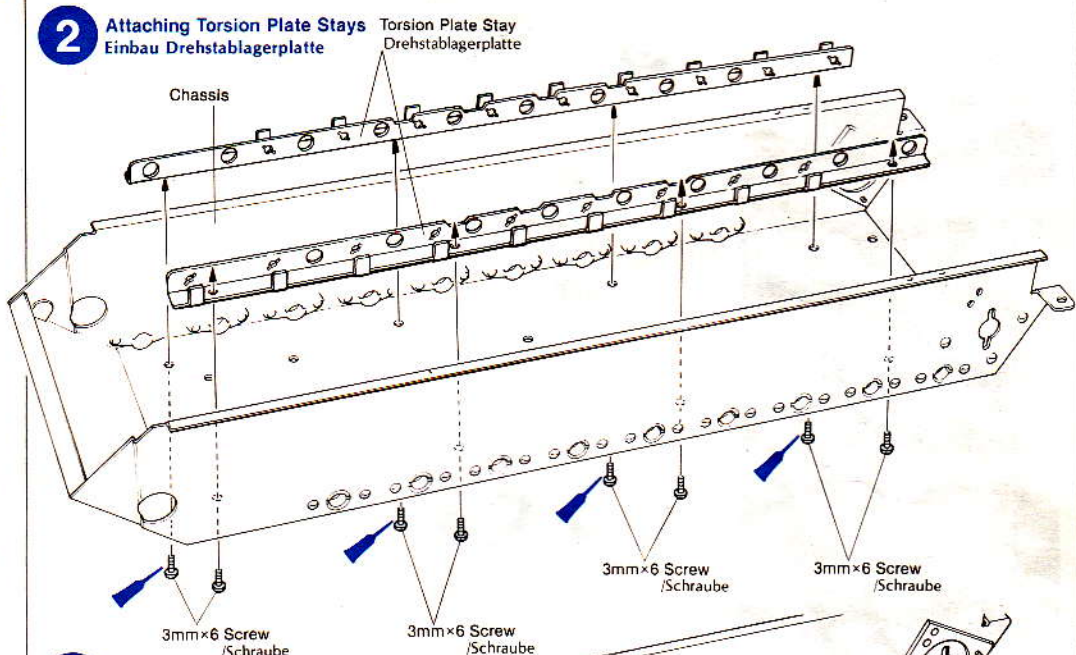 2 Attaching Torsion Plate Stays
Einbau Drehstablagerplatte
Torsion Plate Stay
Drehstablagerplatte
Chassis
3mm×6 Screw
/Schraube
3mm×6 Screw
/Schraube
3mm×6 Screw
/Schraube
3mm×6 Screw
/Schraube